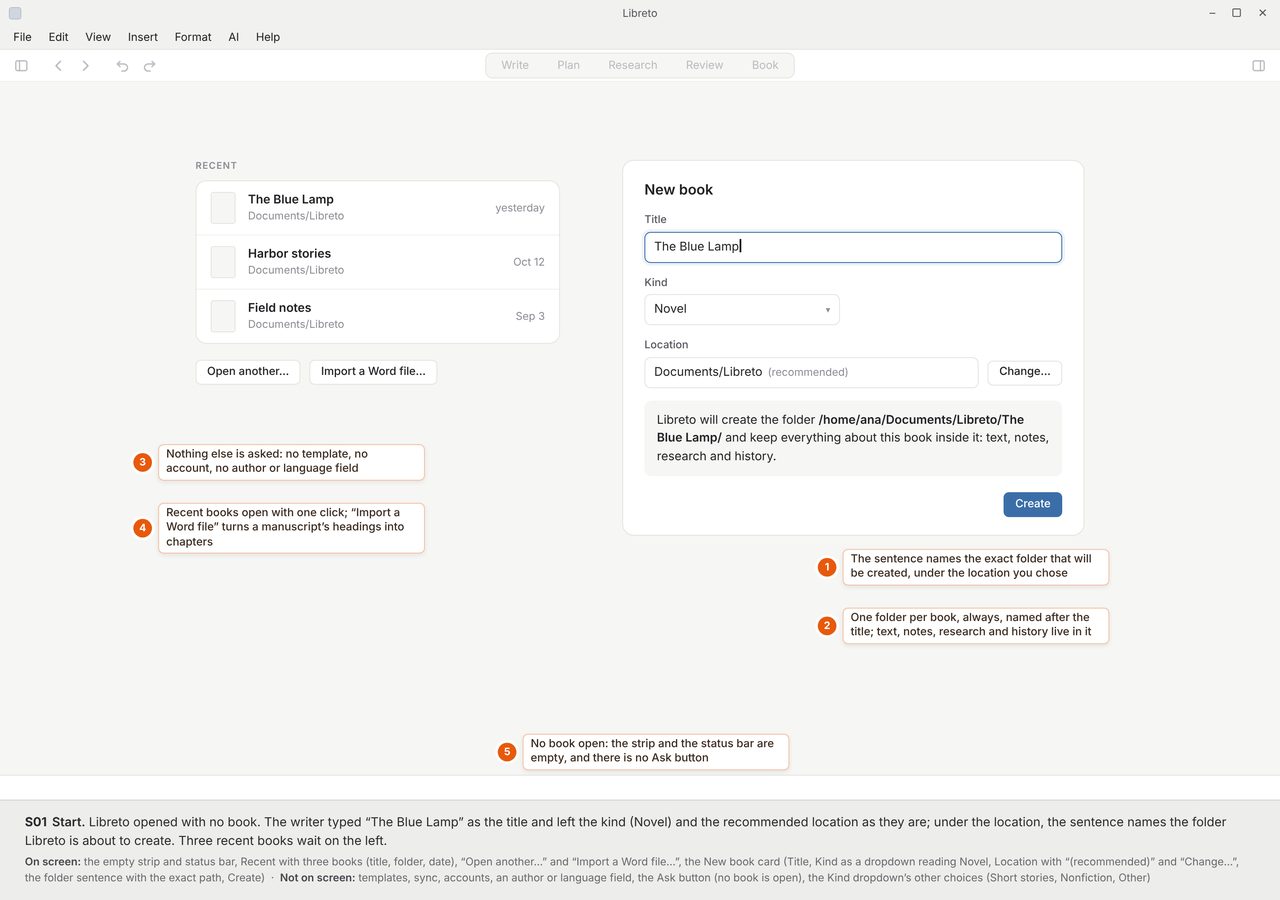 Libreto
File Edit View Insert Format AI Help
Write Plan Research Review Book
RECENT
The Blue Lamp
Documents/Libreto
yesterday
Harbor stories
Documents/Libreto
Oct 12
Field notes
Documents/Libreto
Sep 3
Open another...
Import a Word file...
New book
Title
The Blue Lamp
Kind
Novel
Location
Documents/Libreto (recommended)
Change...
Libreto will create the folder /home/ana/Documents/Libreto/The
Blue Lamp/ and keep everything about this book inside it: text, notes,
research and history.
Create
3
Nothing else is asked: no template, no
account, no author or language field
4
Recent books open with one click; “Import a
Word file” turns a manuscript’s headings into
chapters
1
The sentence names the exact folder that will
be created, under the location you chose
2
One folder per book, always, named after the
title; text, notes, research and history live in it
5
No book open: the strip and the status bar are
empty, and there is no Ask button
S01 Start. Libreto opened with no book. The writer typed “The Blue Lamp” as the title and left the kind (Novel) and the recommended location as they are; under the location, the sentence names the folder
Libreto is about to create. Three recent books wait on the left.
On screen: the empty strip and status bar, Recent with three books (title, folder, date), “Open another...” and “Import a Word file...”, the New book card (Title, Kind as a dropdown reading Novel, Location with “(recommended)” and “Change...”,
the folder sentence with the exact path, Create) · Not on screen: templates, sync, accounts, an author or language field, the Ask button (no book is open), the Kind dropdown’s other choices (Short stories, Nonfiction, Other)